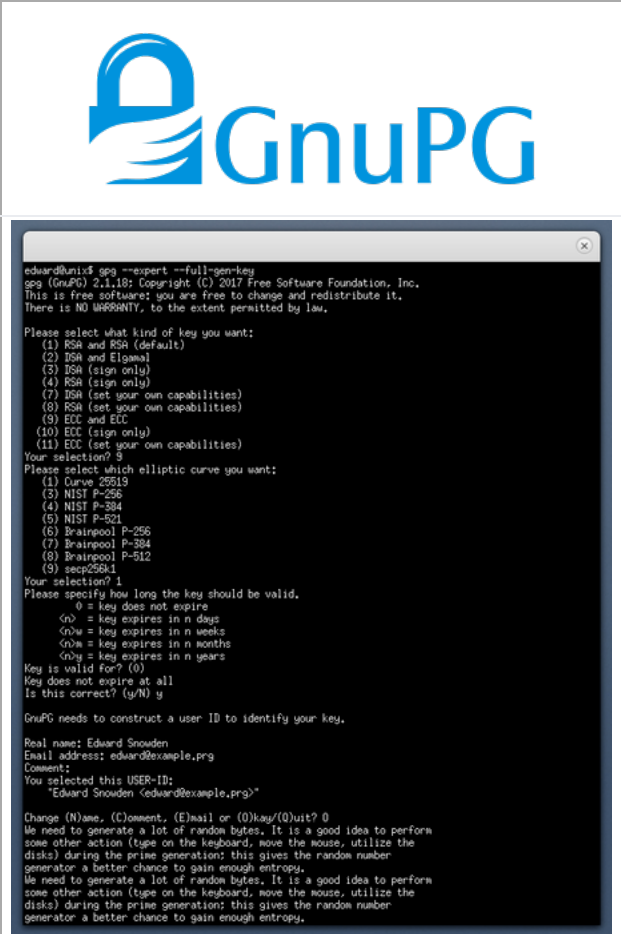 GnuPG
edward@unix$ gpg --expert --full-gen-key
gpg (GnuPG) 2.1.18; Copyright (C) 2017 Free Software Foundation, Inc.
This is free software: you are free to change and redistribute it.
There is NO WARRANTY, to the extent permitted by law.
Please select what kind of key you want:
(1) RSA and RSA (default)
(2) DSA and Elgamal
(3) DSA (sign only)
(4) RSA (sign only)
(7) DSA (set your own capabilities)
(8) RSA (set your own capabilities)
(9) ECC and ECC
(10) ECC (sign only)
(11) ECC (set your own capabilities)
Your selection? 9
Please select which elliptic curve you want:
(1) Curve 25519
(3) NIST P-256
(4) NIST P-384
(5) NIST P-521
(6) Brainpool P-256
(7) Brainpool P-384
(8) Brainpool P-512
(9) secp256k1
Your selection? 1
Please specify how long the key should be valid.
0 = key does not expire
<n>  = key expires in n days
<n>w = key expires in n weeks
<n>m = key expires in n months
<n>y = key expires in n years
Key is valid for? (0)
Key does not expire at all
Is this correct? (y/N) y
GnuPG needs to construct a user ID to identify your key.
Real name: Edward Snowden
Email address: edward@example.prg
Comment:
You selected this USER-ID:
"Edward Snowden <edward@example.prg>"
Change (N)ame, (C)omment, (E)mail or (O)kay/(Q)uit? O
We need to generate a lot of random bytes. It is a good idea to perform
some other action (type on the keyboard, move the mouse, utilize the
disks) during the prime generation; this gives the random number
generator a better chance to gain enough entropy.
We need to generate a lot of random bytes. It is a good idea to perform
some other action (type on the keyboard, move the mouse, utilize the
disks) during the prime generation; this gives the random number
generator a better chance to gain enough entropy.